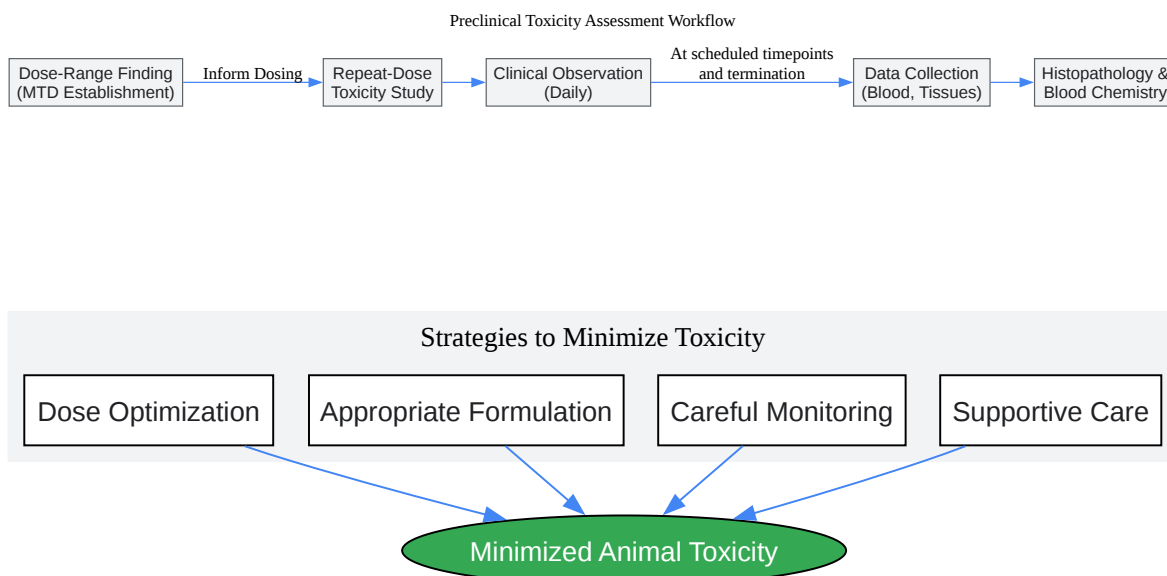 Preclinical Toxicity Assessment Workflow
Dose-Range Finding
(MTD Establishment)
Inform Dosing
Repeat-Dose
Toxicity Study
Clinical Observation
(Daily)
At scheduled timepoints
and termination
Data Collection
(Blood, Tissues)
Histopathology &
Blood Chemistry
Strategies to Minimize Toxicity
Dose Optimization
Appropriate Formulation
Careful Monitoring
Supportive Care
Minimized Animal Toxicity